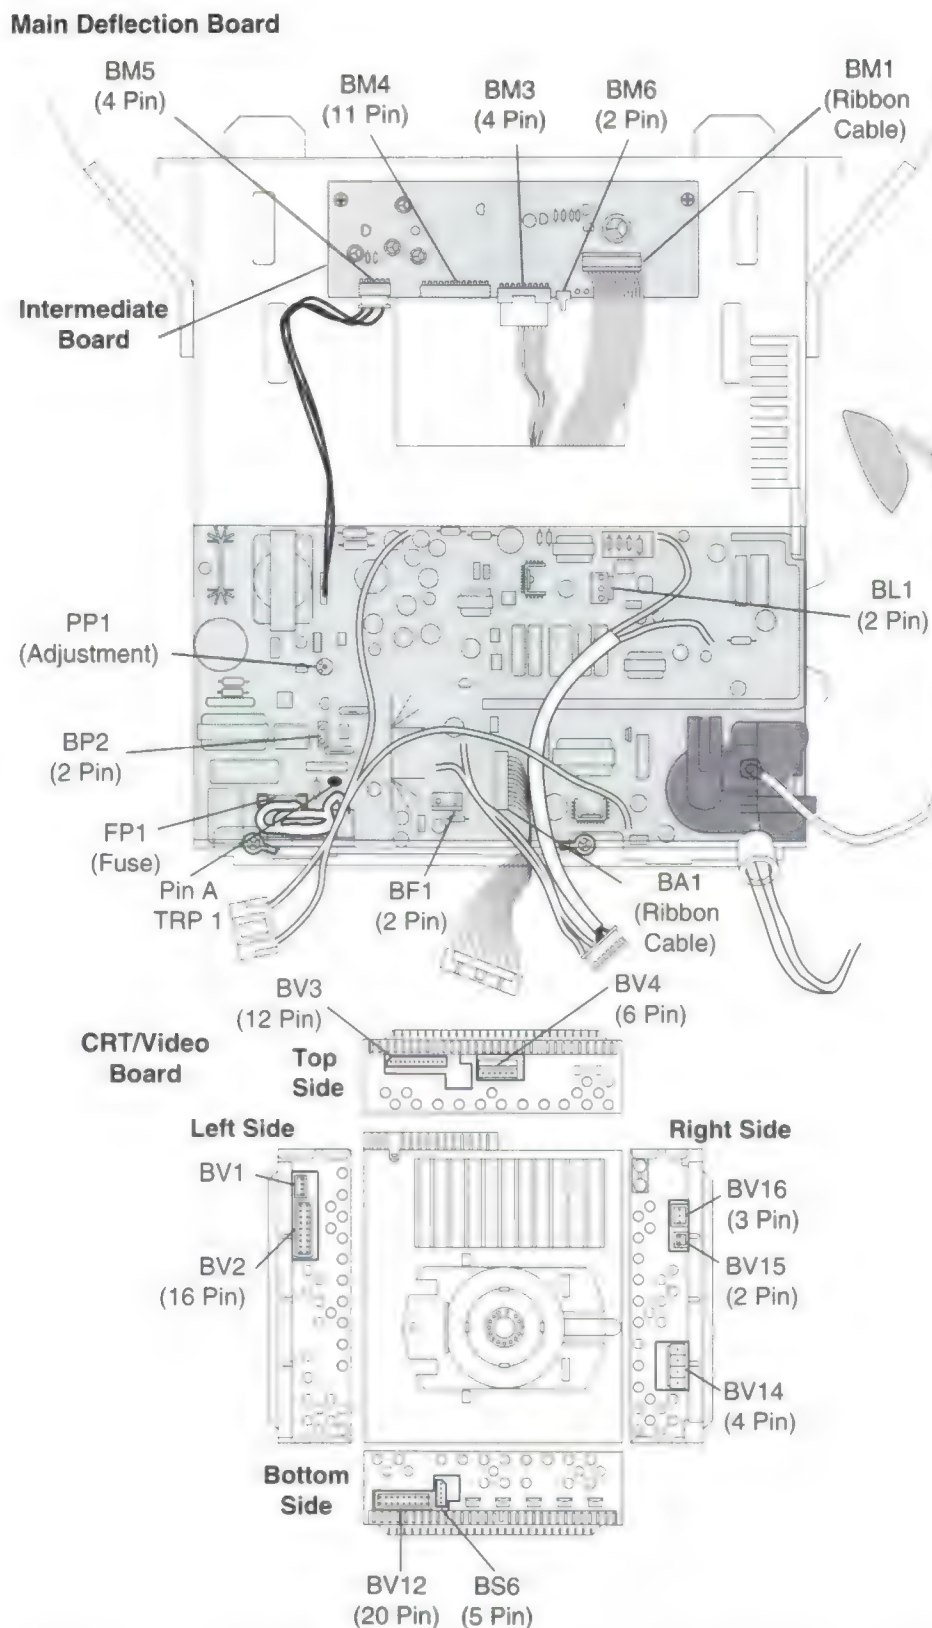 Main Deflection Board
BM5
(4 Pin)
BM4
(11 Pin)
BM3
(4 Pin)
BM6
(2 Pin)
BM1
(Ribbon
Cable)
Intermediate
Board
BL1
(2 Pin)
PP1
(Adjustment)
BP2
(2 Pin)
FP1
(Fuse)
Pin A
TRP 1
BF1
(2 Pin)
BA1
(Ribbon
Cable)
BV3
(12 Pin)
BV4
(6 Pin)
CRT/Video
Board
Top
Side
Left Side
Right Side
BV1
BV2
(16 Pin)
BV16
(3 Pin)
BV15
(2 Pin)
BV14
(4 Pin)
Bottom
Side
BV12
(20 Pin)
BS6
(5 Pin)